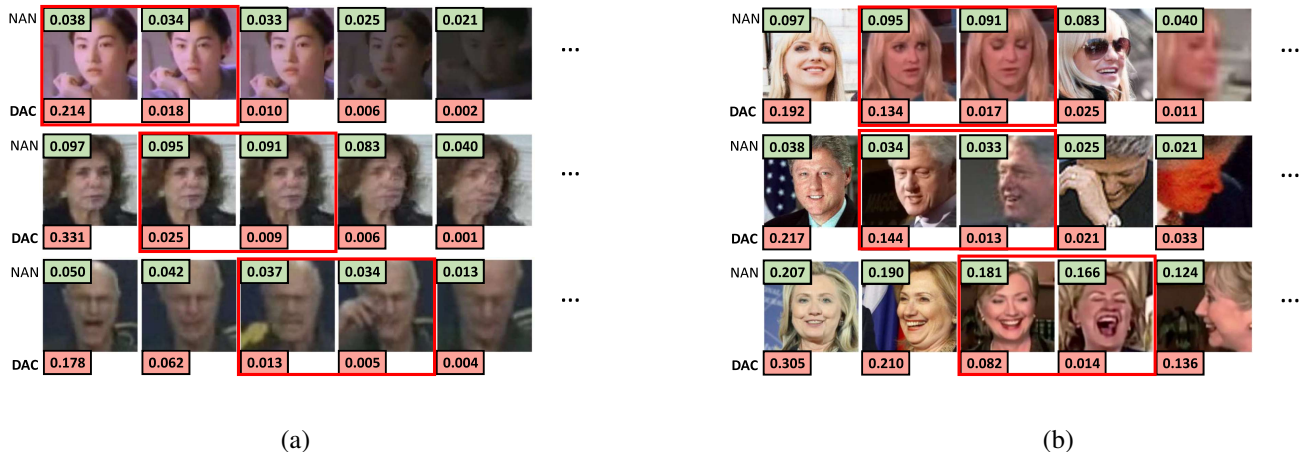 NAN 0.038 0.034 0.033 0.025 0.021
...
DAC 0.214 0.018 0.010 0.006 0.002
NAN 0.097 0.095 0.091 0.083 0.040
...
DAC 0.331 0.025 0.009 0.006 0.001
NAN 0.050 0.042 0.037 0.034 0.013
...
DAC 0.178 0.062 0.013 0.005 0.004
(a)
NAN 0.097 0.095 0.091 0.083 0.040
...
DAC 0.192 0.134 0.017 0.025 0.011
NAN 0.038 0.034 0.033 0.025 0.021
...
DAC 0.217 0.144 0.013 0.021 0.033
NAN 0.207 0.190 0.181 0.166 0.124
...
DAC 0.305 0.210 0.082 0.014 0.136
(b)